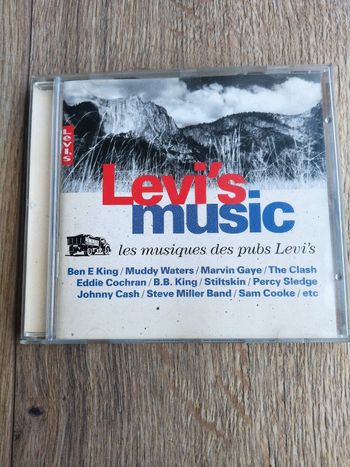 LEVI'S
Levi's
music
les musiques des pubs Levi's
Ben E King / Muddy Waters / Marvin Gaye / The Clash
Eddie Cochran / B.B. King / Stiltskin / Percy Sledge
Johnny Cash / Steve Miller Band / Sam Cooke / etc